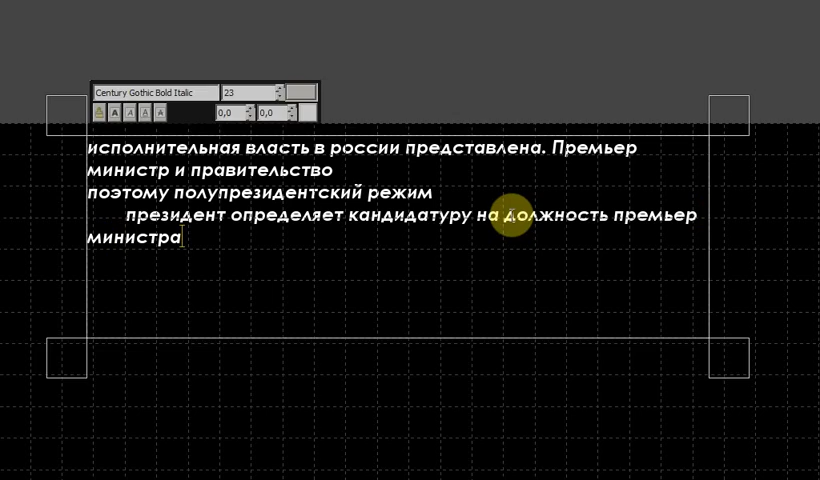 Century Gothic Bold Italic 23
0,0 0,0
исполнительная власть в россии представлена. Премьер
министр и правительство
поэтому полупрезидентский режим
президент определяет кандидатуру на должность премьер
министра